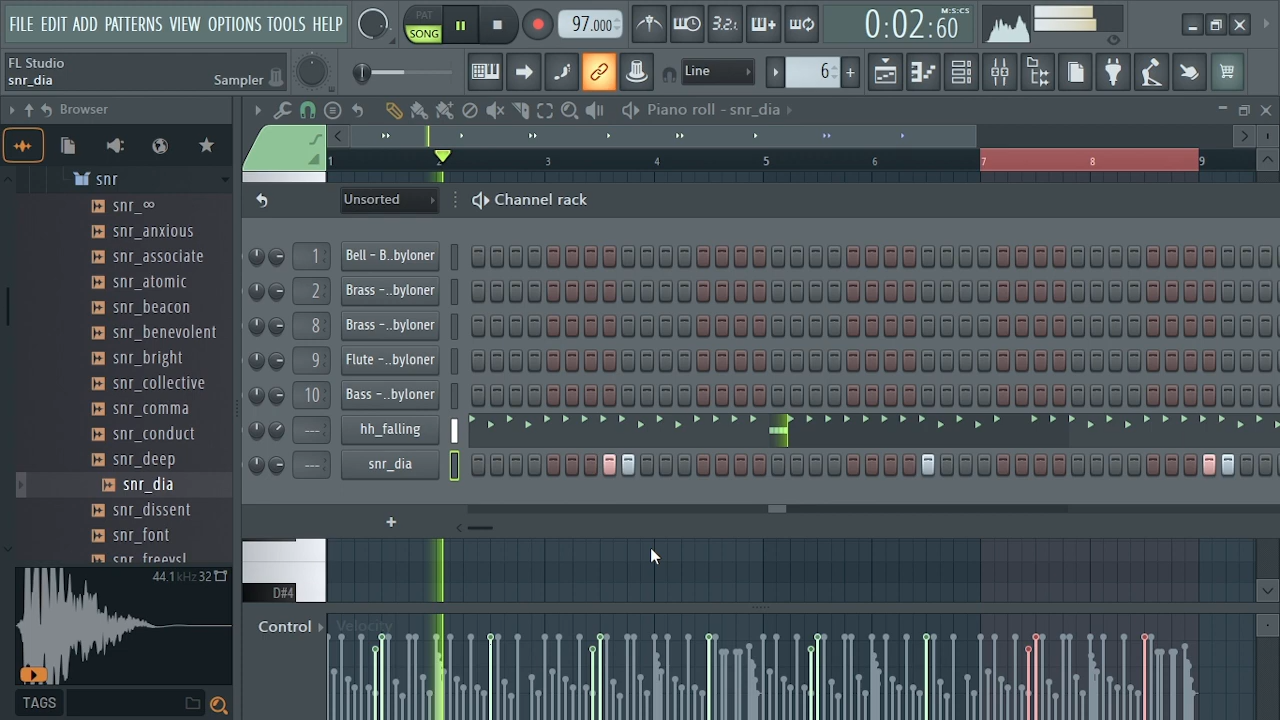 FILE EDIT ADD PATTERNS VIEW OPTIONS TOOLS HELP
PAT
SONG
97.000
3.2
0:02:60
M:S:CS
FL Studio
snr_dia
Sampler
Line
6
Browser
Piano roll - snr_dia
1 2 3 4 5 6 7 8 9
snr
snr_∞
snr_anxious
snr_associate
snr_atomic
snr_beacon
snr_benevolent
snr_bright
snr_collective
snr_comma
snr_conduct
snr_deep
snr_dia
snr_dissent
snr_font
snr_freevsl
44.1kHz 32
TAGS
Unsorted
Channel rack
1 Bell - B..byloner
2 Brass -..byloner
8 Brass -..byloner
9 Flute -..byloner
10 Bass -..byloner
--- hh_falling
--- snr_dia
+
D#4
Control
Velocity